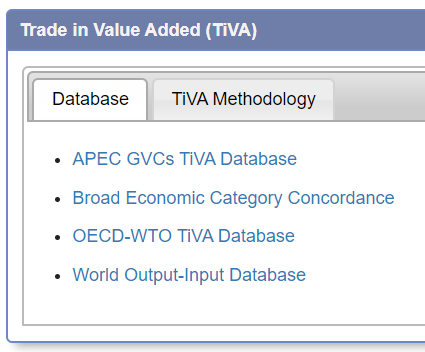 Trade in Value Added (TiVA)
Database
TiVA Methodology
APEC GVCs TiVA Database
Broad Economic Category Concordance
OECD-WTO TiVA Database
World Output-Input Database